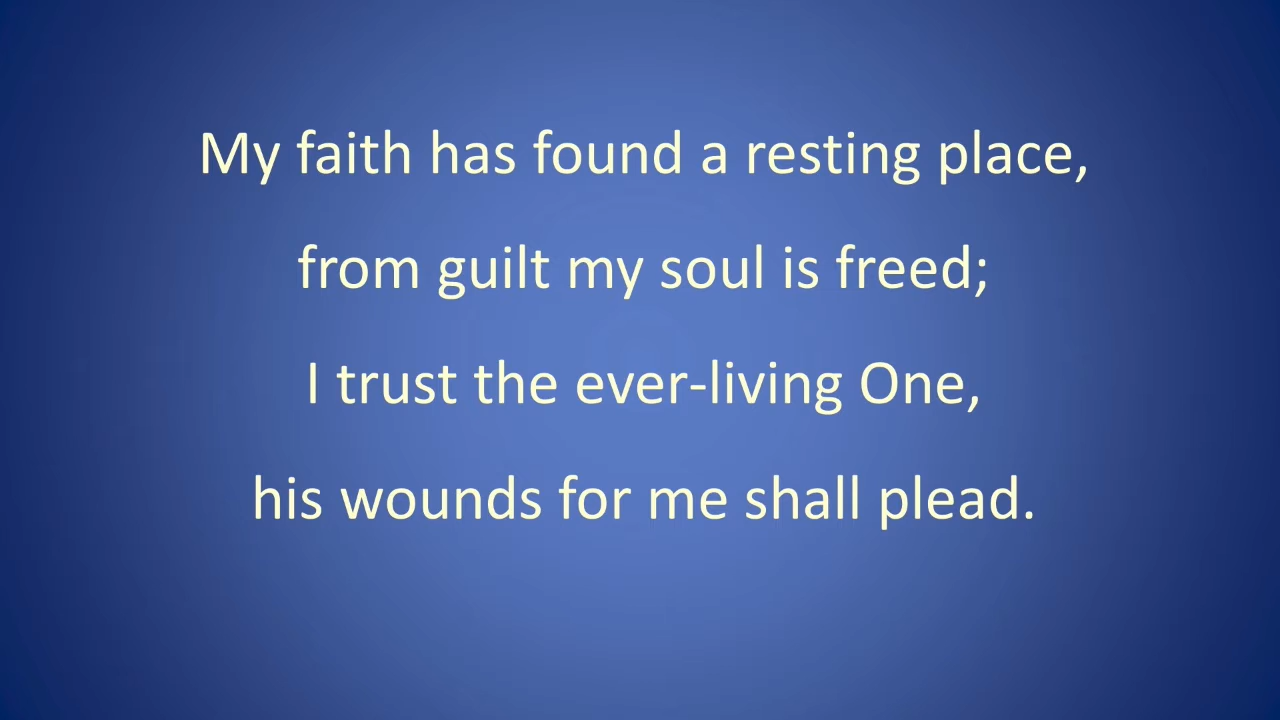 My faith has found a resting place,
from guilt my soul is freed;
I trust the ever-living One,
his wounds for me shall plead.